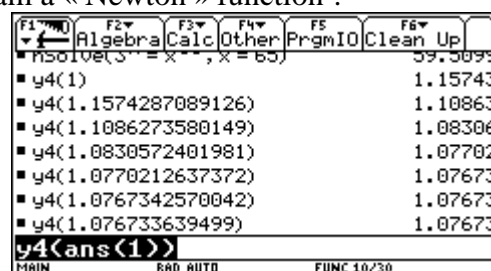 am a « Newton » function :
F1 F2 F3 F4 F5 F6
Algebra Calc Other PrgmIO Clean Up
59.5099
▪ y4(1) 1.15743
▪ y4(1.1574287089126) 1.10863
▪ y4(1.1086273580149) 1.08306
▪ y4(1.0830572401981) 1.07702
▪ y4(1.0770212637372) 1.07673
▪ y4(1.0767342570042) 1.07673
▪ y4(1.076733639499) 1.07673
y4(ans(1))
MAIN RAD AUTO FUNC 10/30